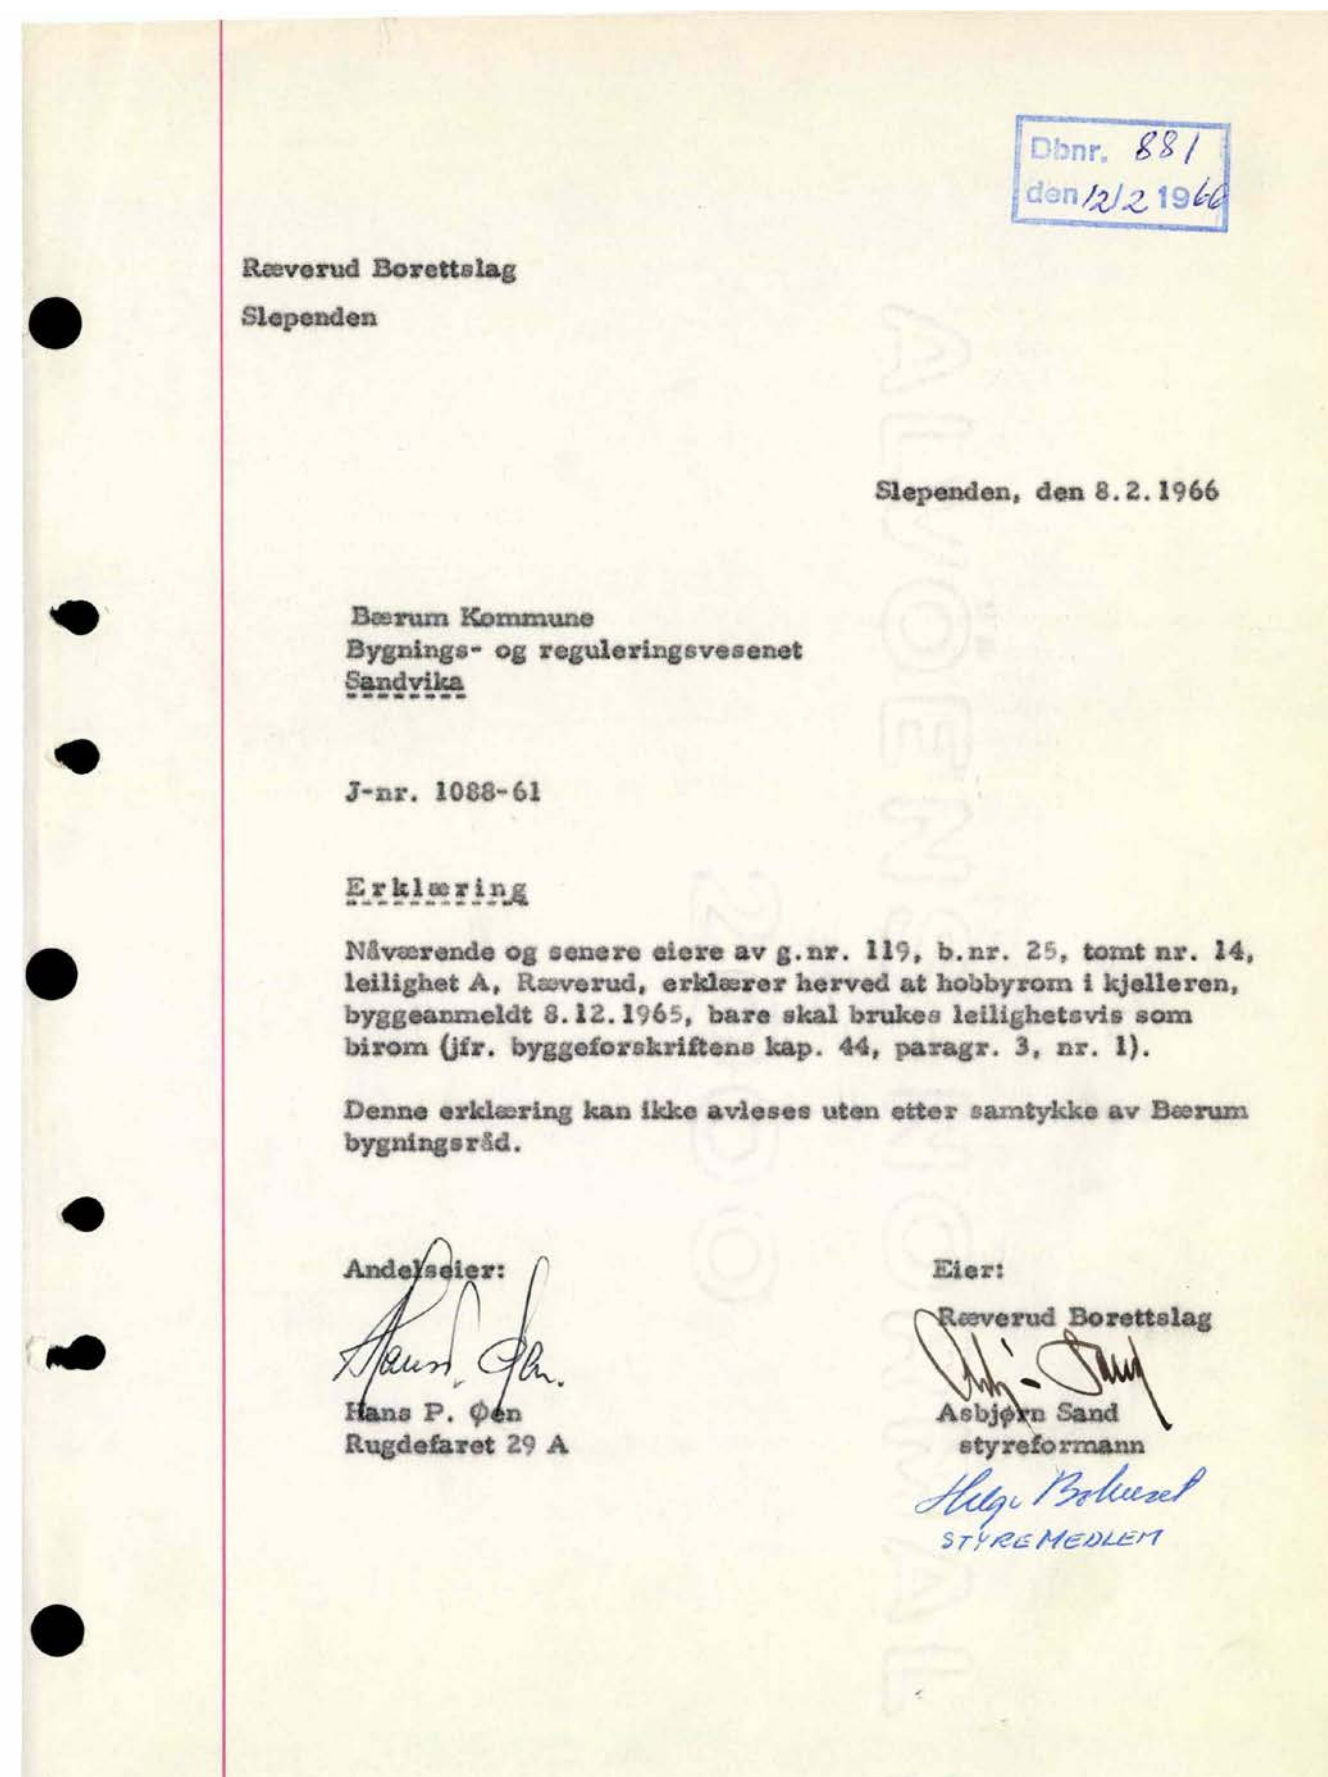 Dbnr. 881
den 12/2 1966
Ræverud Borettslag
Slependen
Slependen, den 8.2.1966
Bærum Kommune
Bygnings- og reguleringsvesenet
Sandvika
J-nr. 1088-61
Erklæring
Nåværende og senere eiere av g.nr. 119, b.nr. 25, tomt nr. 14,
leilighet A, Ræverud, erklærer herved at hobbyrom i kjelleren,
byggeanmeldt 8.12.1965, bare skal brukes leilighetsvis som
birom (jfr. byggeforskriftens kap. 44, paragr. 3, nr. 1).
Denne erklæring kan ikke avleses uten etter samtykke av Bærum
bygningsråd.
Andelseier:
Hans P. Øen
Rugdefaret 29 A
Eier:
Ræverud Borettslag
Asbjørn Sand
styreformann
Helge
STYREMEDLEM
ALVÖENS NORMAL
2000